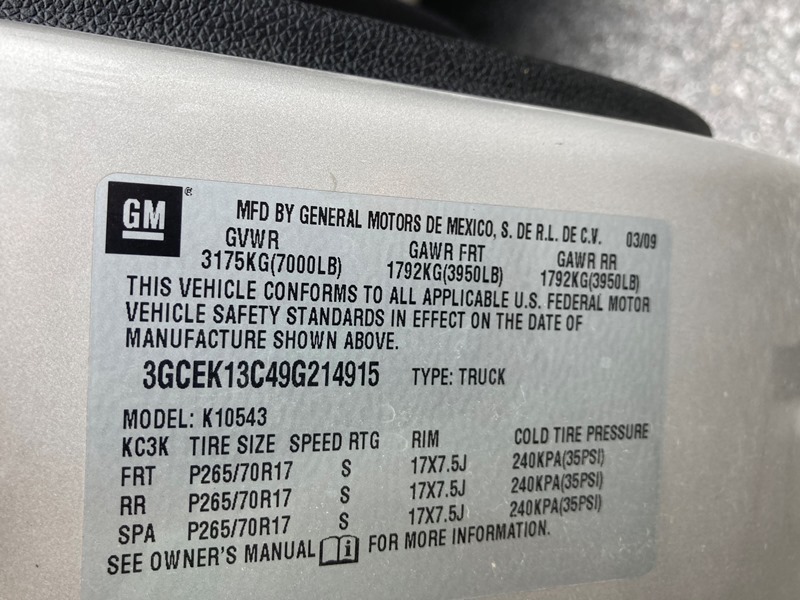 GM ®
MFD BY GENERAL MOTORS DE MEXICO, S. DE R.L. DE C.V. 03/09
GVWR GAWR FRT GAWR RR
3175KG(7000LB) 1792KG(3950LB) 1792KG(3950LB)
THIS VEHICLE CONFORMS TO ALL APPLICABLE U.S. FEDERAL MOTOR
VEHICLE SAFETY STANDARDS IN EFFECT ON THE DATE OF
MANUFACTURE SHOWN ABOVE.
3GCEK13C49G214915 TYPE: TRUCK
MODEL: K10543
KC3K TIRE SIZE SPEED RTG RIM COLD TIRE PRESSURE
FRT P265/70R17 S 17X7.5J 240KPA(35PSI)
RR P265/70R17 S 17X7.5J 240KPA(35PSI)
SPA P265/70R17 S 17X7.5J 240KPA(35PSI)
SEE OWNER'S MANUAL i FOR MORE INFORMATION.